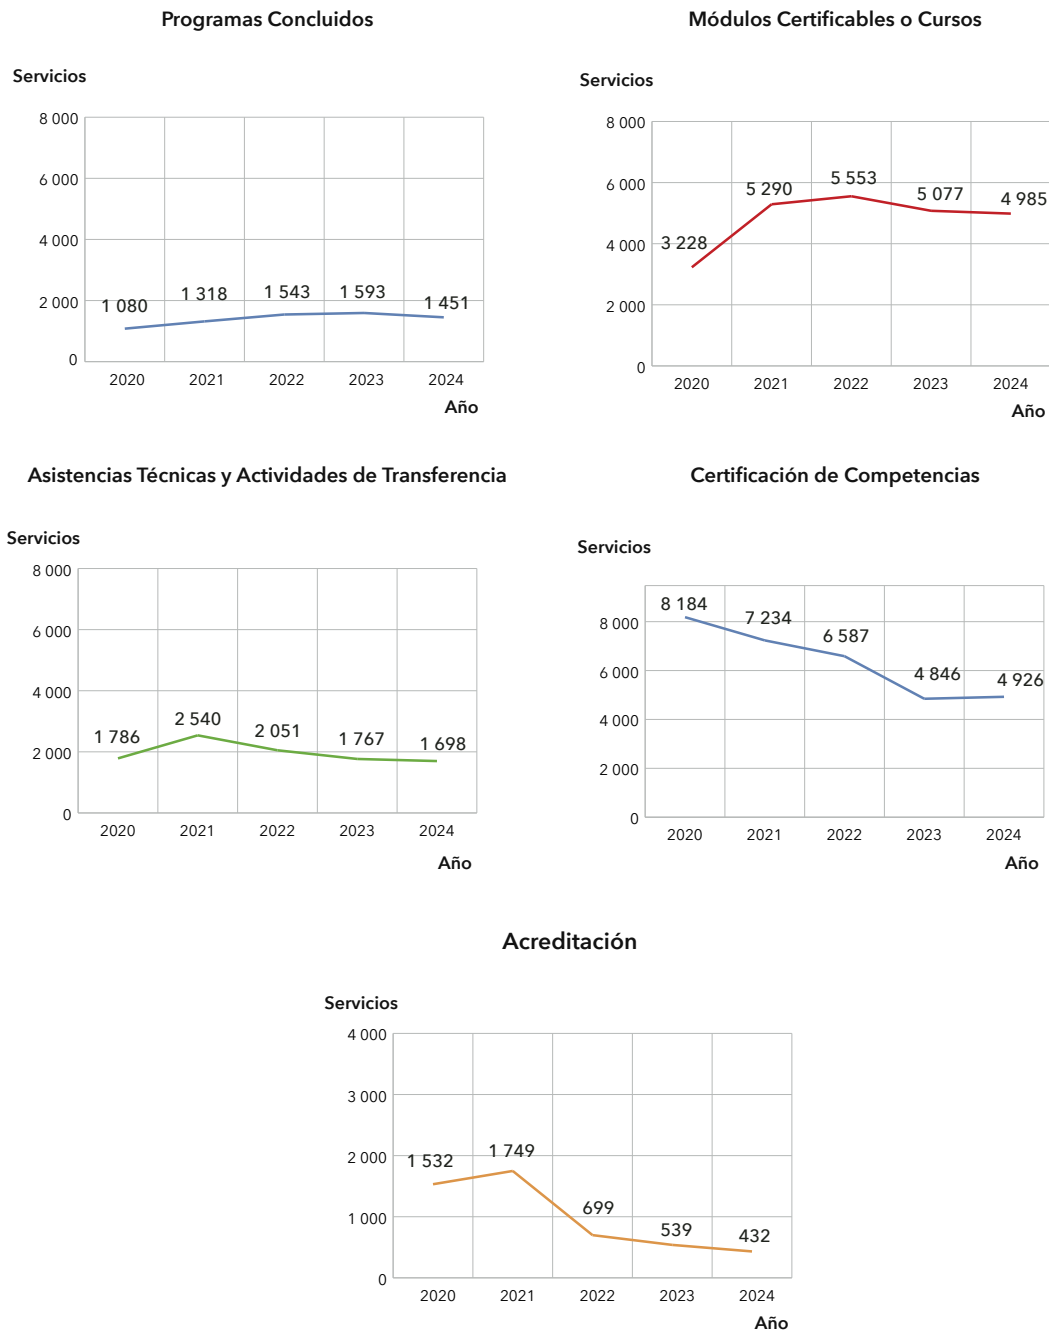 Programas Concluidos
Servicios
8 000
6 000
4 000
2 000
0
1 080
1 318
1 543
1 593
1 451
2020 2021 2022 2023 2024
Año
Módulos Certificables o Cursos
Servicios
8 000
6 000
4 000
2 000
0
3 228
5 290
5 553
5 077
4 985
2020 2021 2022 2023 2024
Año
Asistencias Técnicas y Actividades de Transferencia
Servicios
8 000
6 000
4 000
2 000
0
1 786
2 540
2 051
1 767
1 698
2020 2021 2022 2023 2024
Año
Certificación de Competencias
Servicios
8 000
6 000
4 000
2 000
0
8 184
7 234
6 587
4 846
4 926
2020 2021 2022 2023 2024
Año
Acreditación
Servicios
4 000
3 000
2 000
1 000
0
1 532
1 749
699
539
432
2020 2021 2022 2023 2024
Año